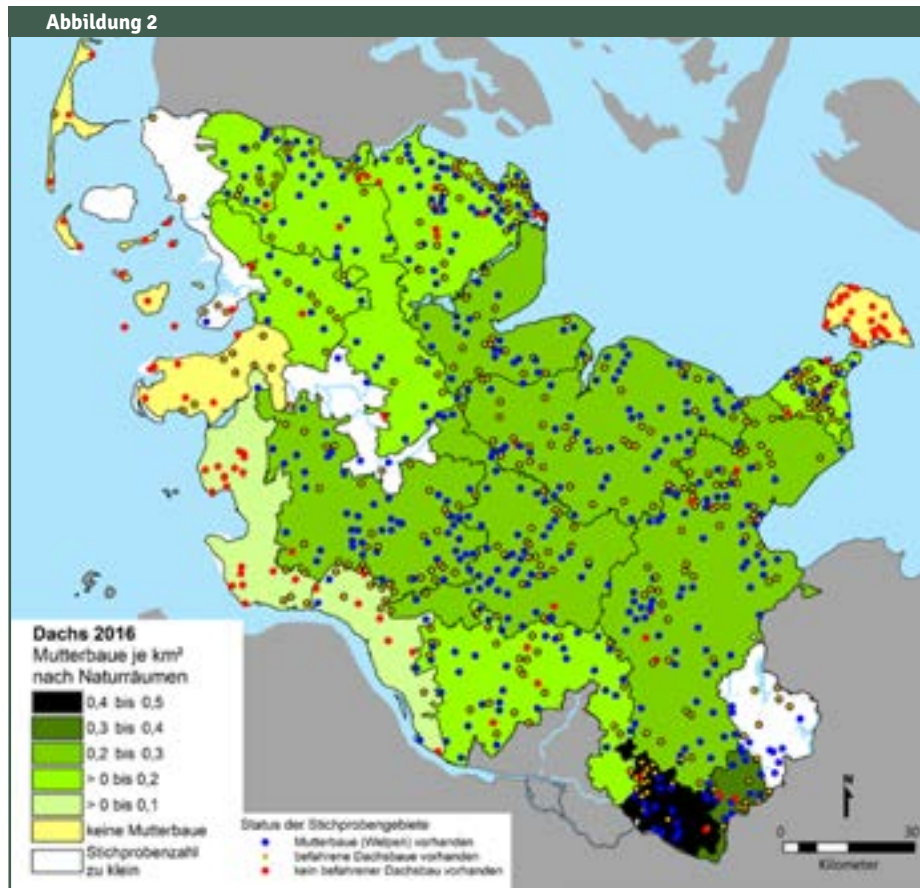 Abbildung 2
Dachs 2016
Mutterbaue je km²
nach Naturräumen
0,4 bis 0,5
0,3 bis 0,4
0,2 bis 0,3
> 0 bis 0,2
> 0 bis 0,1
keine Mutterbaue
Stichprobenzahl
zu klein
Status der Stichprobengebiete
Mutterbaue (Welpen) vorhanden
befahrene Dachsbaue vorhanden
kein befahrener Dachsbau vorhanden
N
0 30
Kilometer